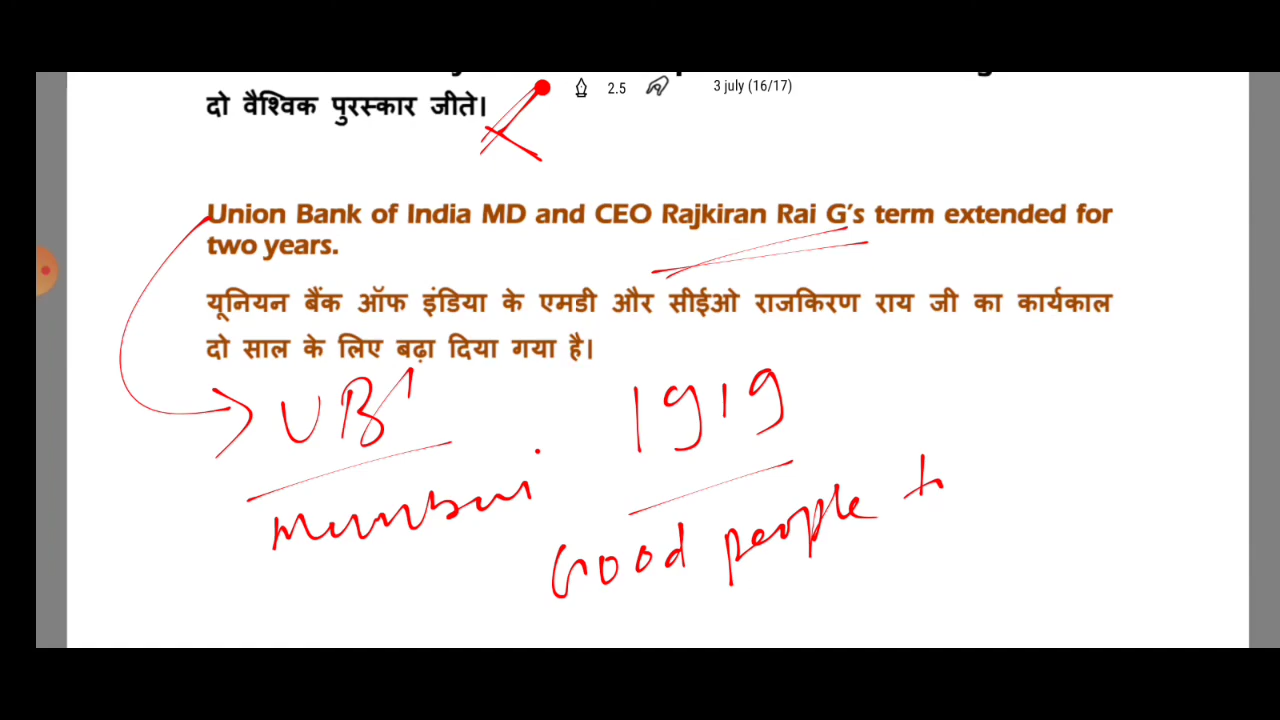 2.5
3 july (16/17)
दो वैश्विक पुरस्कार जीते।
Union Bank of India MD and CEO Rajkiran Rai G's term extended for
two years.
यूनियन बैंक ऑफ इंडिया के एमडी और सीईओ राजकिरण राय जी का कार्यकाल
दो साल के लिए बढ़ा दिया गया है।
UBI 1919
Mumbai
Good people t